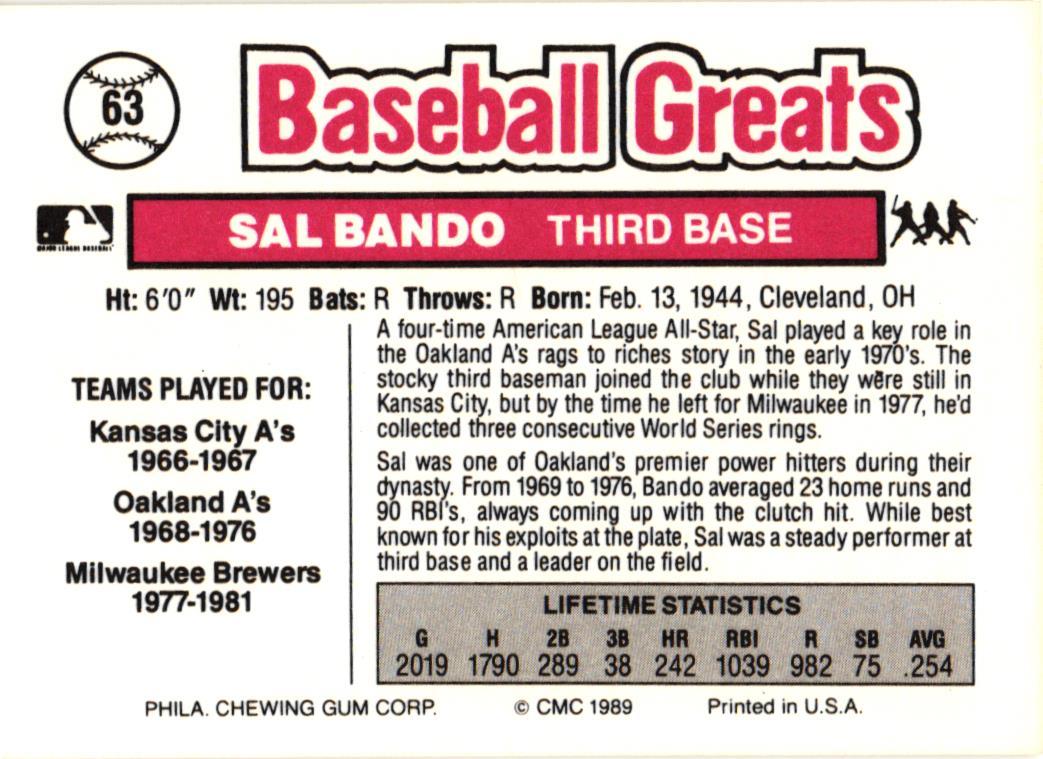 63
Baseball Greats
MAJOR LEAGUE BASEBALL
SAL BANDO THIRD BASE
Ht: 6'0" Wt: 195 Bats: R Throws: R Born: Feb. 13, 1944, Cleveland, OH
TEAMS PLAYED FOR:
Kansas City A's
1966-1967
Oakland A's
1968-1976
Milwaukee Brewers
1977-1981
A four-time American League All-Star, Sal played a key role in
the Oakland A's rags to riches story in the early 1970's. The
stocky third baseman joined the club while they were still in
Kansas City, but by the time he left for Milwaukee in 1977, he'd
collected three consecutive World Series rings.
Sal was one of Oakland's premier power hitters during their
dynasty. From 1969 to 1976, Bando averaged 23 home runs and
90 RBI's, always coming up with the clutch hit. While best
known for his exploits at the plate, Sal was a steady performer at
third base and a leader on the field.
LIFETIME STATISTICS
G H 2B 3B HR RBI R SB AVG
2019 1790 289 38 242 1039 982 75 .254
PHILA. CHEWING GUM CORP. © CMC 1989 Printed in U.S.A.